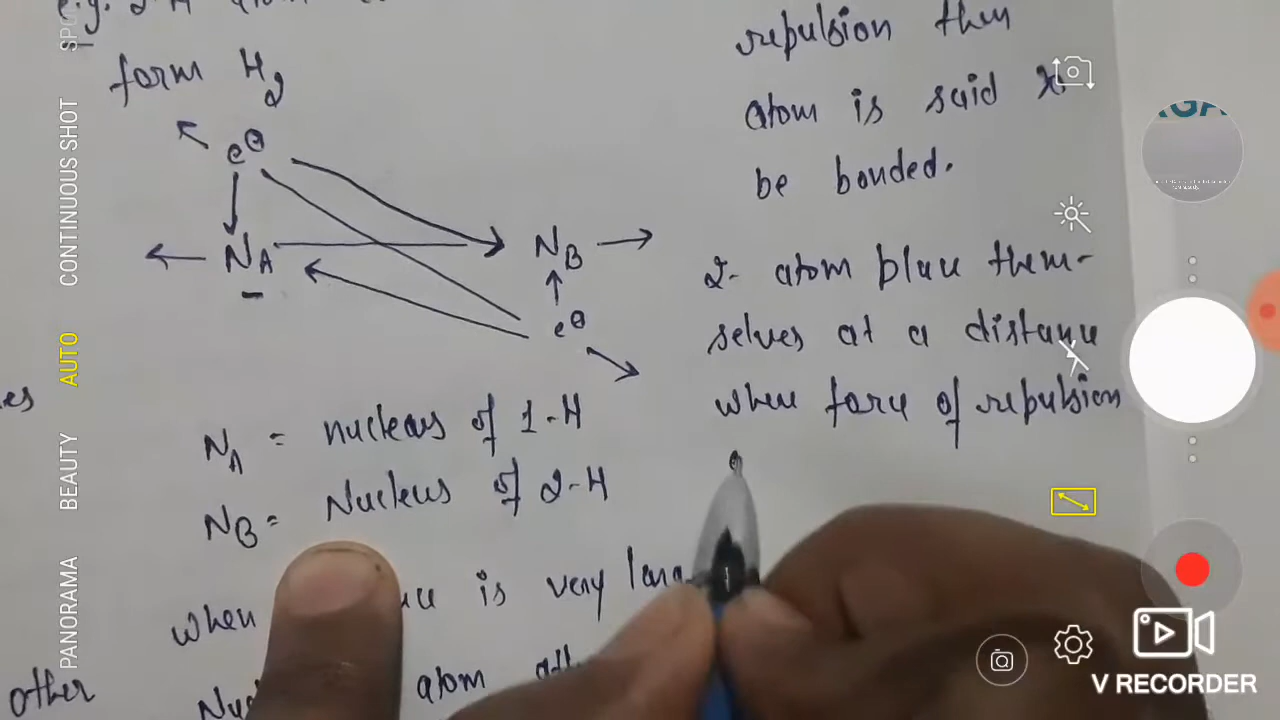 form H2
e⊖
NA
NB
e⊖
NA = nucleus of 1-H
NB = Nucleus of 2-H
when is very
other
atom
repulsion then
atom is said
be bonded.
2- atom place them-
selves at a distance
when force of repulsion
PANORAMA BEAUTY AUTO CONTINUOUS SHOT
V RECORDER